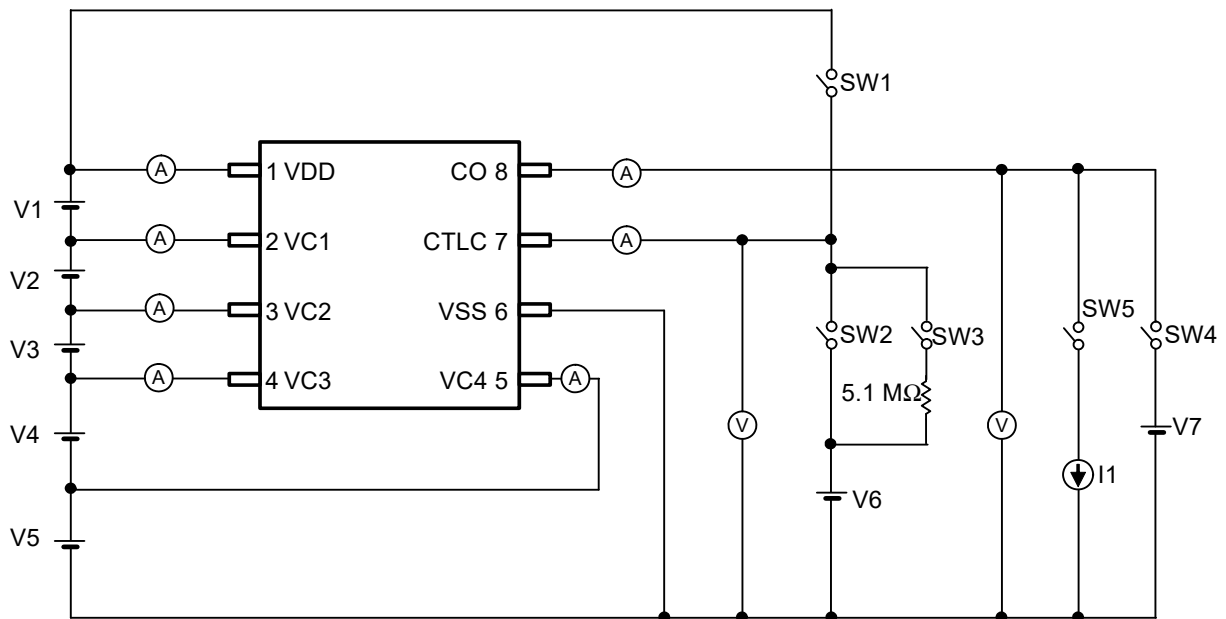 SW1
A
1 VDD
CO 8
A
V1
A
2 VC1
CTLC 7
A
V2
A
3 VC2
VSS 6
SW5
V3
SW2
SW3
SW4
A
4 VC3
VC4 5
A
5.1 MΩ
V4
V
V
V7
I1
V6
V5